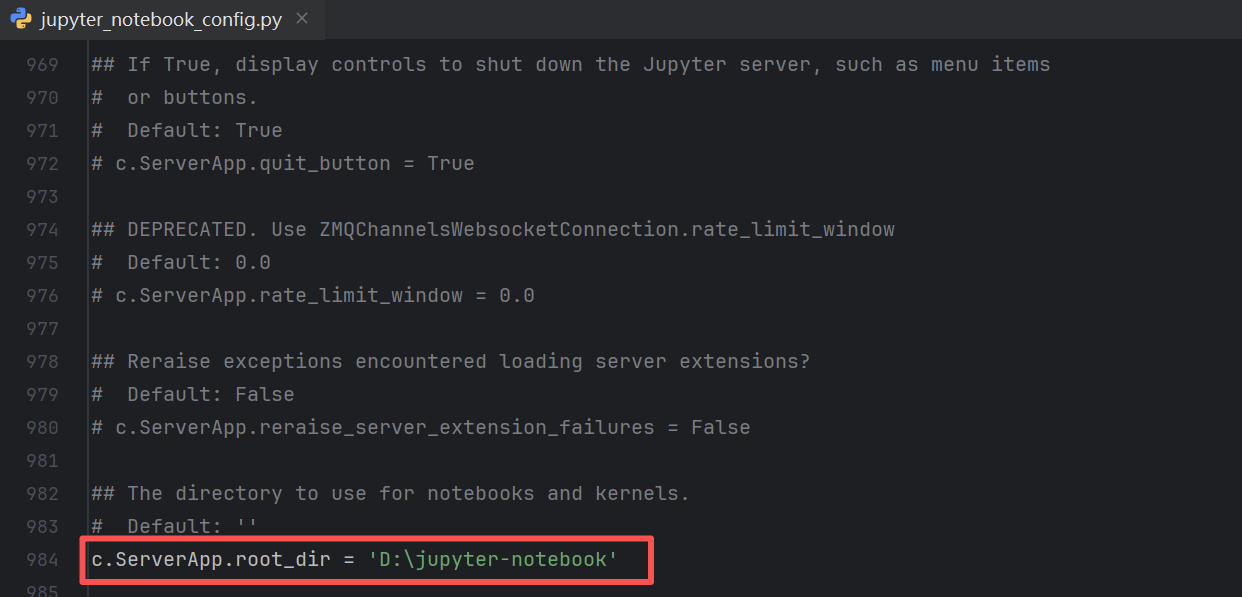 jupyter_notebook_config.py ×
969 ## If True, display controls to shut down the Jupyter server, such as menu items
970 #  or buttons.
971 #  Default: True
972 # c.ServerApp.quit_button = True
973
974 ## DEPRECATED. Use ZMQChannelsWebsocketConnection.rate_limit_window
975 #  Default: 0.0
976 # c.ServerApp.rate_limit_window = 0.0
977
978 ## Reraise exceptions encountered loading server extensions?
979 #  Default: False
980 # c.ServerApp.reraise_server_extension_failures = False
981
982 ## The directory to use for notebooks and kernels.
983 #  Default: ''
984 c.ServerApp.root_dir = 'D:\jupyter-notebook'
985